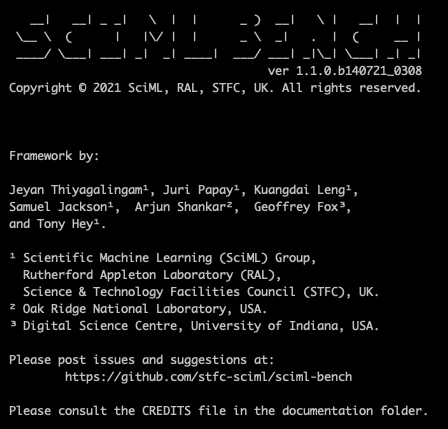 SCIML BENCH
ver 1.1.0.b140721_0308
Copyright © 2021 SciML, RAL, STFC, UK. All rights reserved.
Framework by:
Jeyan Thiyagalingam¹, Juri Papay¹, Kuangdai Leng¹,
Samuel Jackson¹,  Arjun Shankar²,  Geoffrey Fox³,
and Tony Hey¹.
¹ Scientific Machine Learning (SciML) Group,
Rutherford Appleton Laboratory (RAL),
Science & Technology Facilities Council (STFC), UK.
² Oak Ridge National Laboratory, USA.
³ Digital Science Centre, University of Indiana, USA.
Please post issues and suggestions at:
https://github.com/stfc-sciml/sciml-bench
Please consult the CREDITS file in the documentation folder.